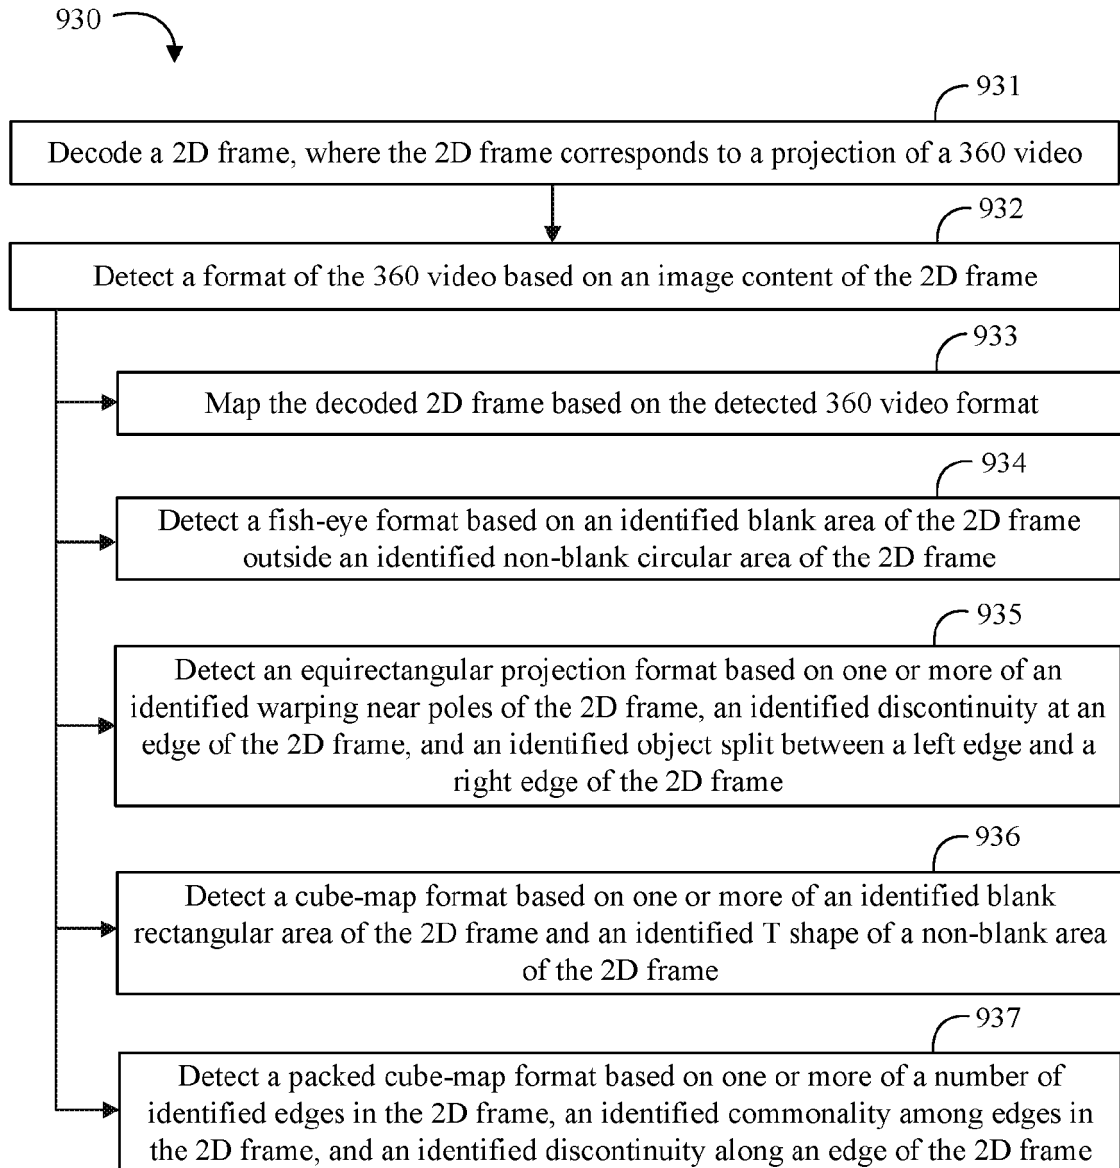 930
931
Decode a 2D frame, where the 2D frame corresponds to a projection of a 360 video
932
Detect a format of the 360 video based on an image content of the 2D frame
933
Map the decoded 2D frame based on the detected 360 video format
934
Detect a fish-eye format based on an identified blank area of the 2D frame
outside an identified non-blank circular area of the 2D frame
935
Detect an equirectangular projection format based on one or more of an
identified warping near poles of the 2D frame, an identified discontinuity at an
edge of the 2D frame, and an identified object split between a left edge and a
right edge of the 2D frame
936
Detect a cube-map format based on one or more of an identified blank
rectangular area of the 2D frame and an identified T shape of a non-blank area
of the 2D frame
937
Detect a packed cube-map format based on one or more of a number of
identified edges in the 2D frame, an identified commonality among edges in
the 2D frame, and an identified discontinuity along an edge of the 2D frame